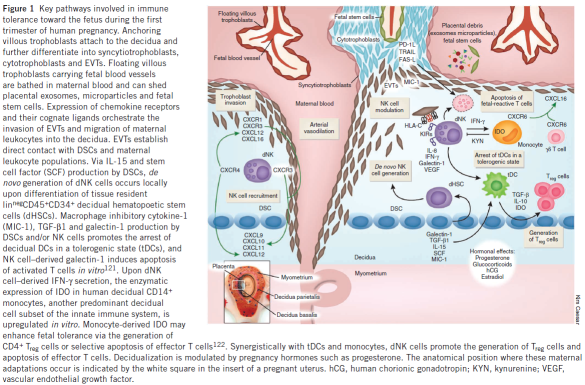 Figure 1 Key pathways involved in immune
tolerance toward the fetus during the first
trimester of human pregnancy. Anchoring
villous trophoblasts attach to the decidua and
further differentiate into syncytiotrophoblasts,
cytotrophoblasts and EVTs. Floating villous
trophoblasts carrying fetal blood vessels
are bathed in maternal blood and can shed
placental exosomes, microparticles and fetal
stem cells. Expression of chemokine receptors
and their cognate ligands orchestrate the
invasion of EVTs and migration of maternal
leukocytes into the decidua. EVTs establish
direct contact with DSCs and maternal
leukocyte populations. Via IL-15 and stem
cell factor (SCF) production by DSCs, de
novo generation of dNK cells occurs locally
upon differentiation of tissue resident
linnegCD45+CD34+ decidual hematopoetic stem
cells (dHSCs). Macrophage inhibitory cytokine-1
(MIC-1), TGF-β1 and galectin-1 production by
DSCs and/or NK cells promotes the arrest of
decidual DCs in a tolerogenic state (tDCs), and
NK cell–derived galectin-1 induces apoptosis
of activated T cells in vitro121. Upon dNK
cell–derived IFN-γ secretion, the enzymatic
expression of IDO in human decidual CD14+
monocytes, another predominant decidual
cell subset of the innate immune system, is
upregulated in vitro. Monocyte-derived IDO may
enhance fetal tolerance via the generation of
CD4+ Treg cells or selective apoptosis of effector T cells122. Synergistically with tDCs and monocytes, dNK cells promote the generation of Treg cells and
apoptosis of effector T cells. Decidualization is modulated by pregnancy hormones such as progesterone. The anatomical position where these maternal
adaptations occur is indicated by the white square in the insert of a pregnant uterus. hCG, human chorionic gonadotropin; KYN, kynurenine; VEGF,
vascular endothelial growth factor.
Floating villous
trophoblasts
Fetal blood vessel
Fetal stem cells
Cytotrophoblasts
Syncytiotrophoblasts
Placental debris
(exosomes microparticles)
fetal stem cells
PD-1L
TRAIL
FAS-L
EVTs
MIC-1
Trophoblast
invasion
Maternal blood
Arterial
vasodilation
CXCR1
CXCR3
CXCL12
CXCL16
dNK
CXCR4
CXCR3
NK cell recruitment
DSC
CXCL9
CXCL10
CXCL11
CXCL12
NK cell
modulation
HLA-C
KIRs
IL-8
IFNγ
Galectin-1
VEGF
dNK
IFN-γ
KYN
IDO
Monocyte
Apoptosis of
fetal-reactive T cells
CXCL16
CXCR6
CXCR6
γδ T cell
Arrest of tDCs in a
tolerogenic state
De novo NK
cell generation
dHSC
tDC
Treg cells
TGF-β
IL-10
IDO
DSC
Generation
of Treg cells
Galectin-1
TGF-β1
IL-15
SCF
MIC-1
Decidua
Myometrium
Hormonal effects:
Progesterone
Glucocorticoids
hCG
Estradiol
Placenta
Myometrium
Decidua parietalis
Decidua basalis
Kim Caesar